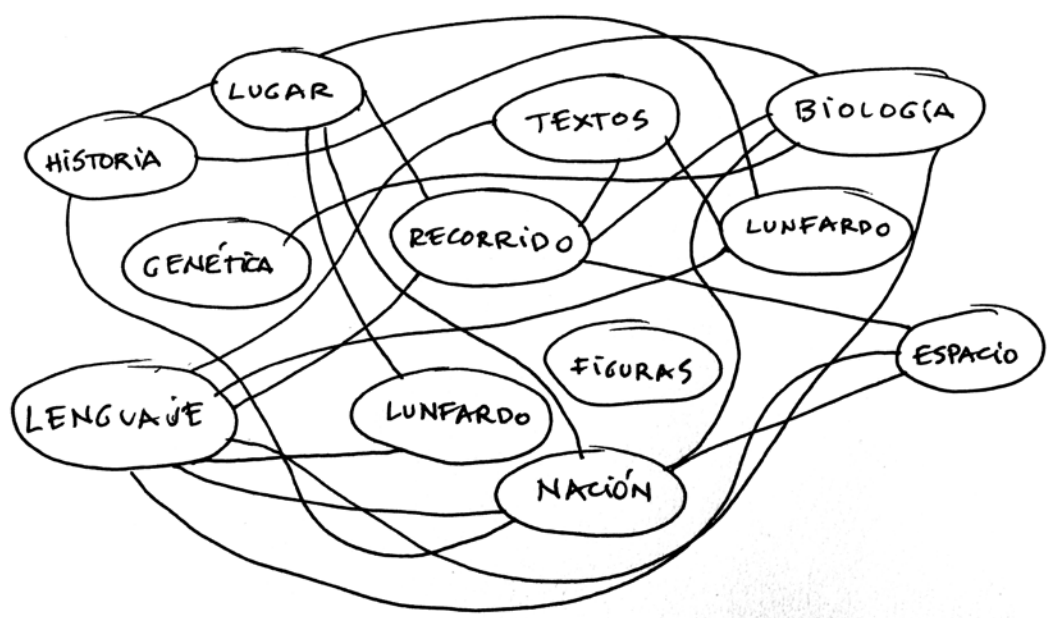 LUGAR
TEXTOS
BIOLOGÍA
HISTORIA
GENÉTICA
RECORRIDO
LUNFARDO
FIGURAS
ESPACIO
LENGUAJE
LUNFARDO
NACIÓN